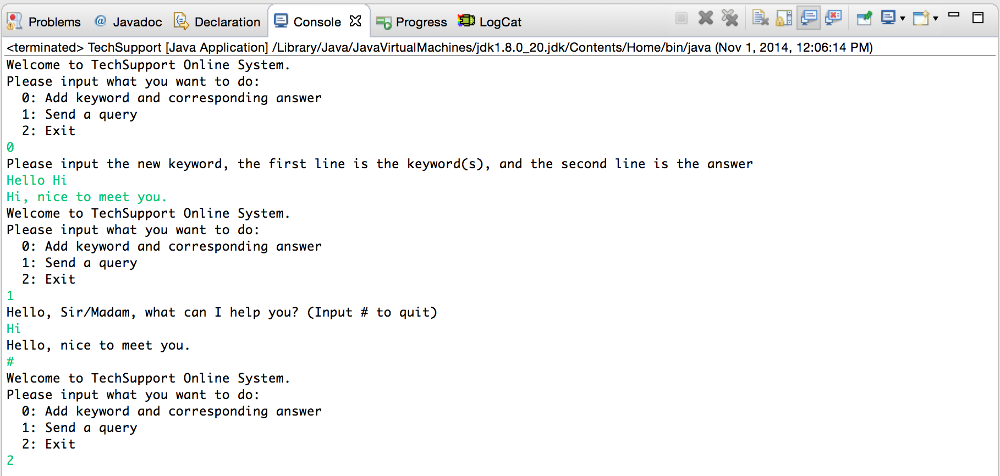 Problems @ Javadoc Declaration Console Progress LogCat
<terminated> TechSupport [Java Application] /Library/Java/JavaVirtualMachines/jdk1.8.0_20.jdk/Contents/Home/bin/java (Nov 1, 2014, 12:06:14 PM)
Welcome to TechSupport Online System.
Please input what you want to do:
  0: Add keyword and corresponding answer
  1: Send a query
  2: Exit
0
Please input the new keyword, the first line is the keyword(s), and the second line is the answer
Hello Hi
Hi, nice to meet you.
Welcome to TechSupport Online System.
Please input what you want to do:
  0: Add keyword and corresponding answer
  1: Send a query
  2: Exit
1
Hello, Sir/Madam, what can I help you? (Input # to quit)
Hi
Hello, nice to meet you.
#
Welcome to TechSupport Online System.
Please input what you want to do:
  0: Add keyword and corresponding answer
  1: Send a query
  2: Exit
2